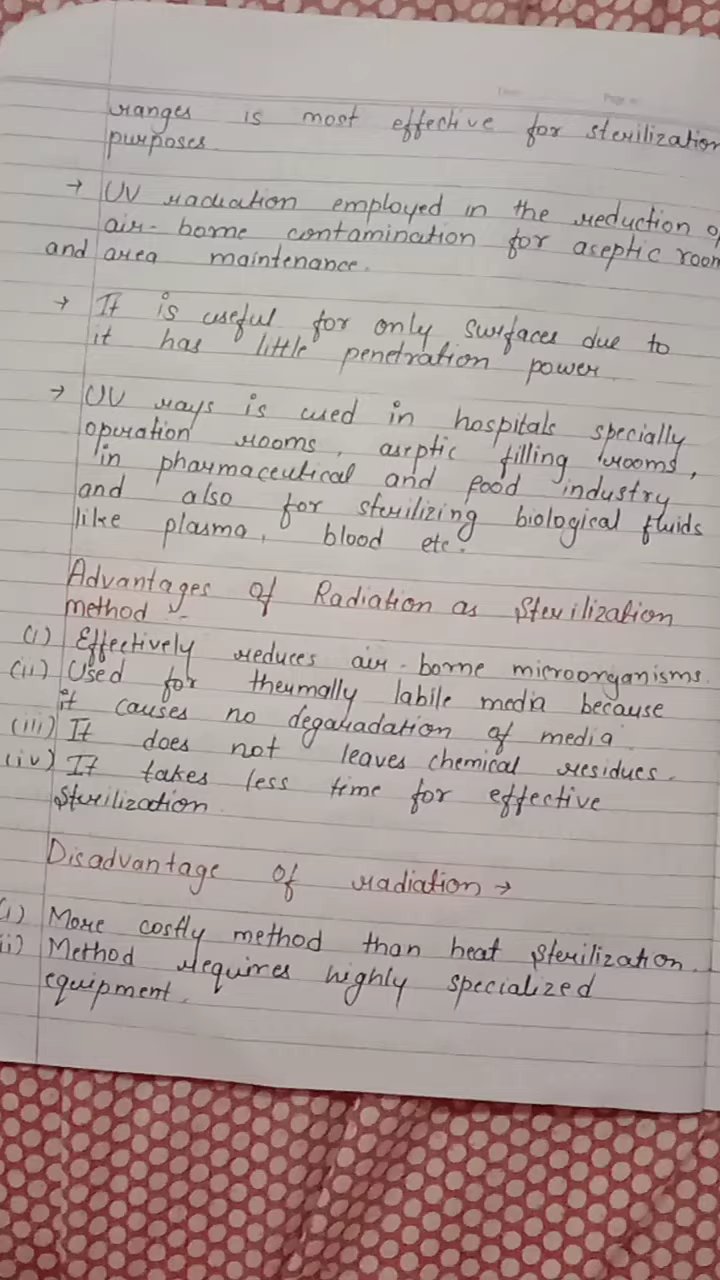 ranges is most effective for sterilization
purposes
→ UV radiation employed in the reduction of
air-borne contamination for aseptic room
and area maintenance.
→ It is useful for only surfaces due to
it has little penetration power
→ UV rays is used in hospitals specially
operation rooms, aseptic filling rooms,
in pharmaceutical and food industry
and also for sterilizing biological fluids
like plasma, blood etc.
Advantages of Radiation as Sterilization
method :-
(i) Effectively reduces air-borne microorganisms.
(ii) Used for thermally labile media because
it causes no degaradation of media
(iii) It does not leaves chemical residues.
(iv) It takes less time for effective
sterilization
Disadvantage of radiation →
(i) More costly method than heat sterilization.
ii) Method requires highly specialized
equipment.